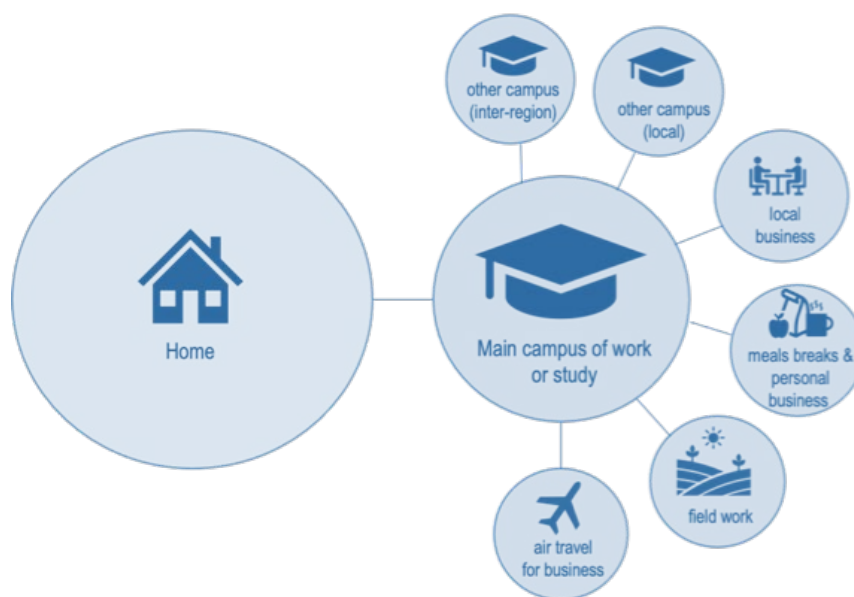 other campus
(inter-region)
other campus
(local)
local
business
Home
Main campus of work
or study
meals breaks &
personal
business
field work
air travel
for business